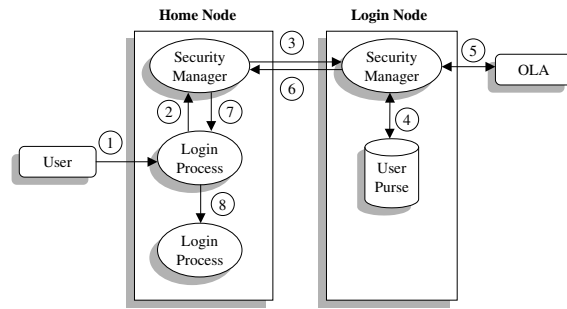 Home Node
Login Node
Security
Manager
3
6
Security
Manager
5
OLA
2
7
4
1
User
Login
Process
User
Purse
8
Login
Process